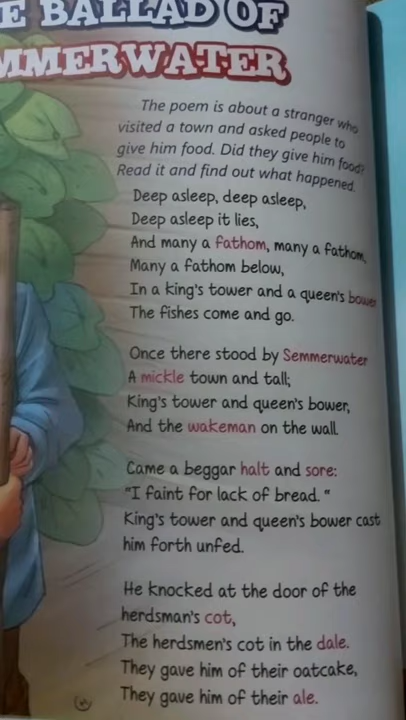 E BALLAD OF
MMERWATER
The poem is about a stranger who
visited a town and asked people to
give him food. Did they give him food?
Read it and find out what happened.
Deep asleep, deep asleep,
Deep asleep it lies,
And many a fathom, many a fathom,
Many a fathom below,
In a king's tower and a queen's bower
The fishes come and go.
Once there stood by Semmerwater
A mickle town and tall;
King's tower and queen's bower,
And the wakeman on the wall.
Came a beggar halt and sore:
"I faint for lack of bread."
King's tower and queen's bower cast
him forth unfed.
He knocked at the door of the
herdsman's cot,
The herdsmen's cot in the dale.
They gave him of their oatcake,
They gave him of their ale.